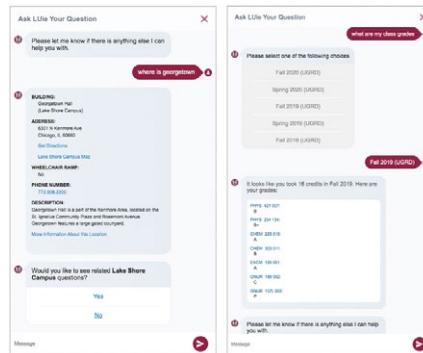 Ask LUie Your Question
Please let me know if there is anything else I can
help you with.
where is georgetown
BUILDING:
Georgetown Hall
(Lake Shore Campus)
ADDRESS:
6321 N Kenmore Ave
Chicago, IL 60660
Get Directions
Lake Shore Campus Map
WHEELCHAIR RAMP:
No
PHONE NUMBER:
DESCRIPTION:
Georgetown Hall is a part of the Kenmore Area, located on the
St. Ignatius Community Plaza and Rosemont Avenue.
Georgetown features a large gated courtyard.
More Information About this Location
Would you like to see related Lake Shore
Campus questions?
Yes
No
Message
Ask LUie Your Question
what are my class grades
Please select one of the following choices
Fall 2020 (UGRD)
Spring 2020 (UGRD)
Fall 2019 (UGRD)
Spring 2019 (UGRD)
Fall 2018 (UGRD)
Fall 2019 (UGRD)
It looks like you took 16 credits in Fall 2019. Here are
your grades:
PHYS
B
PHYS
B+
CHEM
A
CHEM
B
A
C
P
Please let me know if there is anything else I can help
you with.
Message